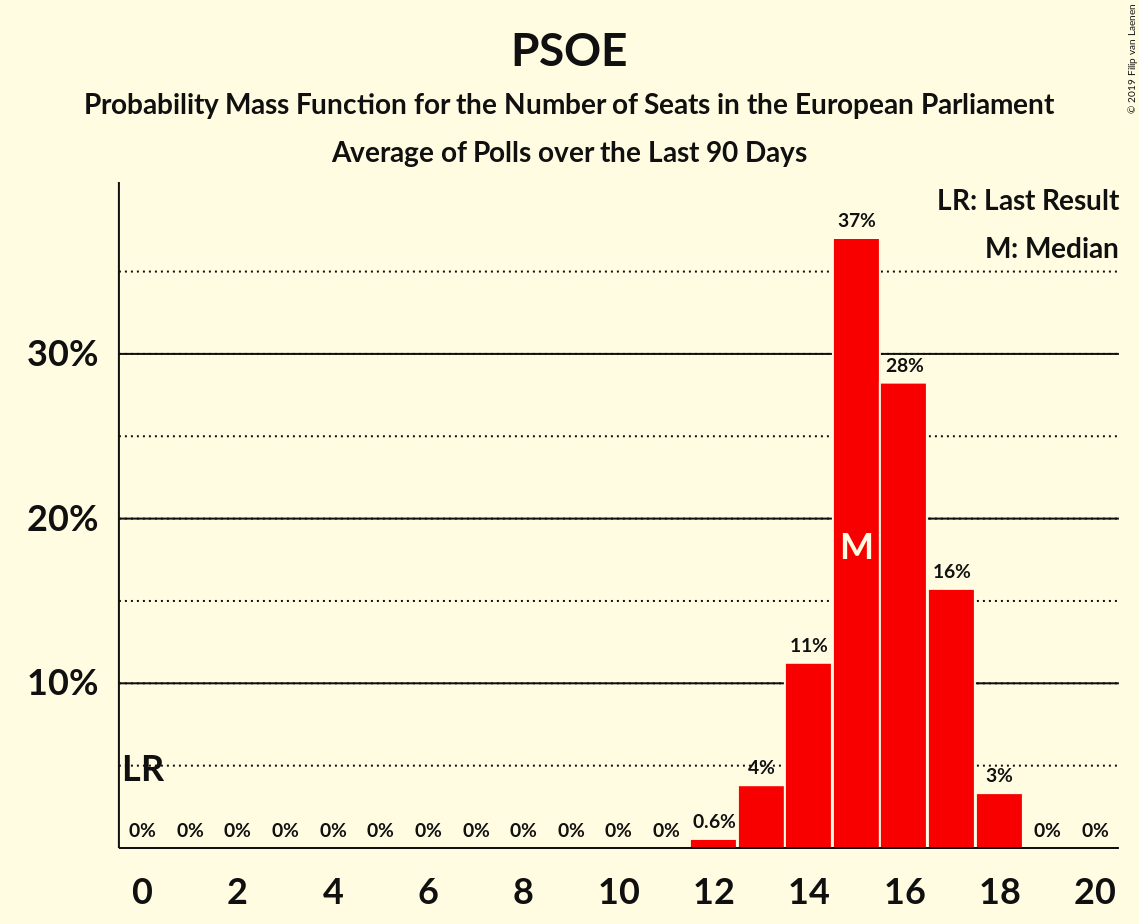 PSOE
Probability Mass Function for the Number of Seats in the European Parliament
Average of Polls over the Last 90 Days
© 2019 Filip van Laenen
LR: Last Result
M: Median
37%
30%
28%
20%
M
16%
11%
10%
LR
4%
3%
0% 0% 0% 0% 0% 0% 0% 0% 0% 0% 0% 0% 0.6% 0% 0%
0 2 4 6 8 10 12 14 16 18 20